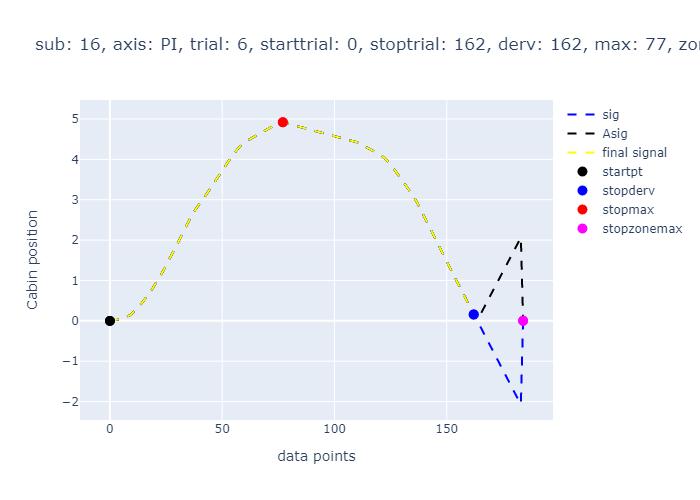 sub: 16, axis: PI, trial: 6, starttrial: 0, stoptrial: 162, derv: 162, max: 77,
sig
Asig
final signal
startpt
stopderv
stopmax
stopzonemax
5
4
3
2
1
0
−1
−2
Cabin position
0
50
100
150
data points